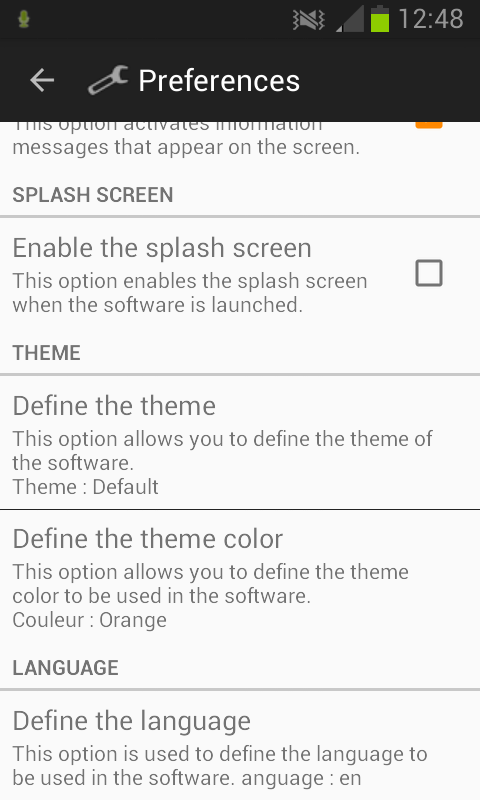 12:48
Preferences
This option activates information
messages that appear on the screen.
SPLASH SCREEN
Enable the splash screen
This option enables the splash screen
when the software is launched.
THEME
Define the theme
This option allows you to define the theme of
the software.
Theme : Default
Define the theme color
This option allows you to define the theme
color to be used in the software.
Couleur : Orange
LANGUAGE
Define the language
This option is used to define the language to
be used in the software. anguage : en